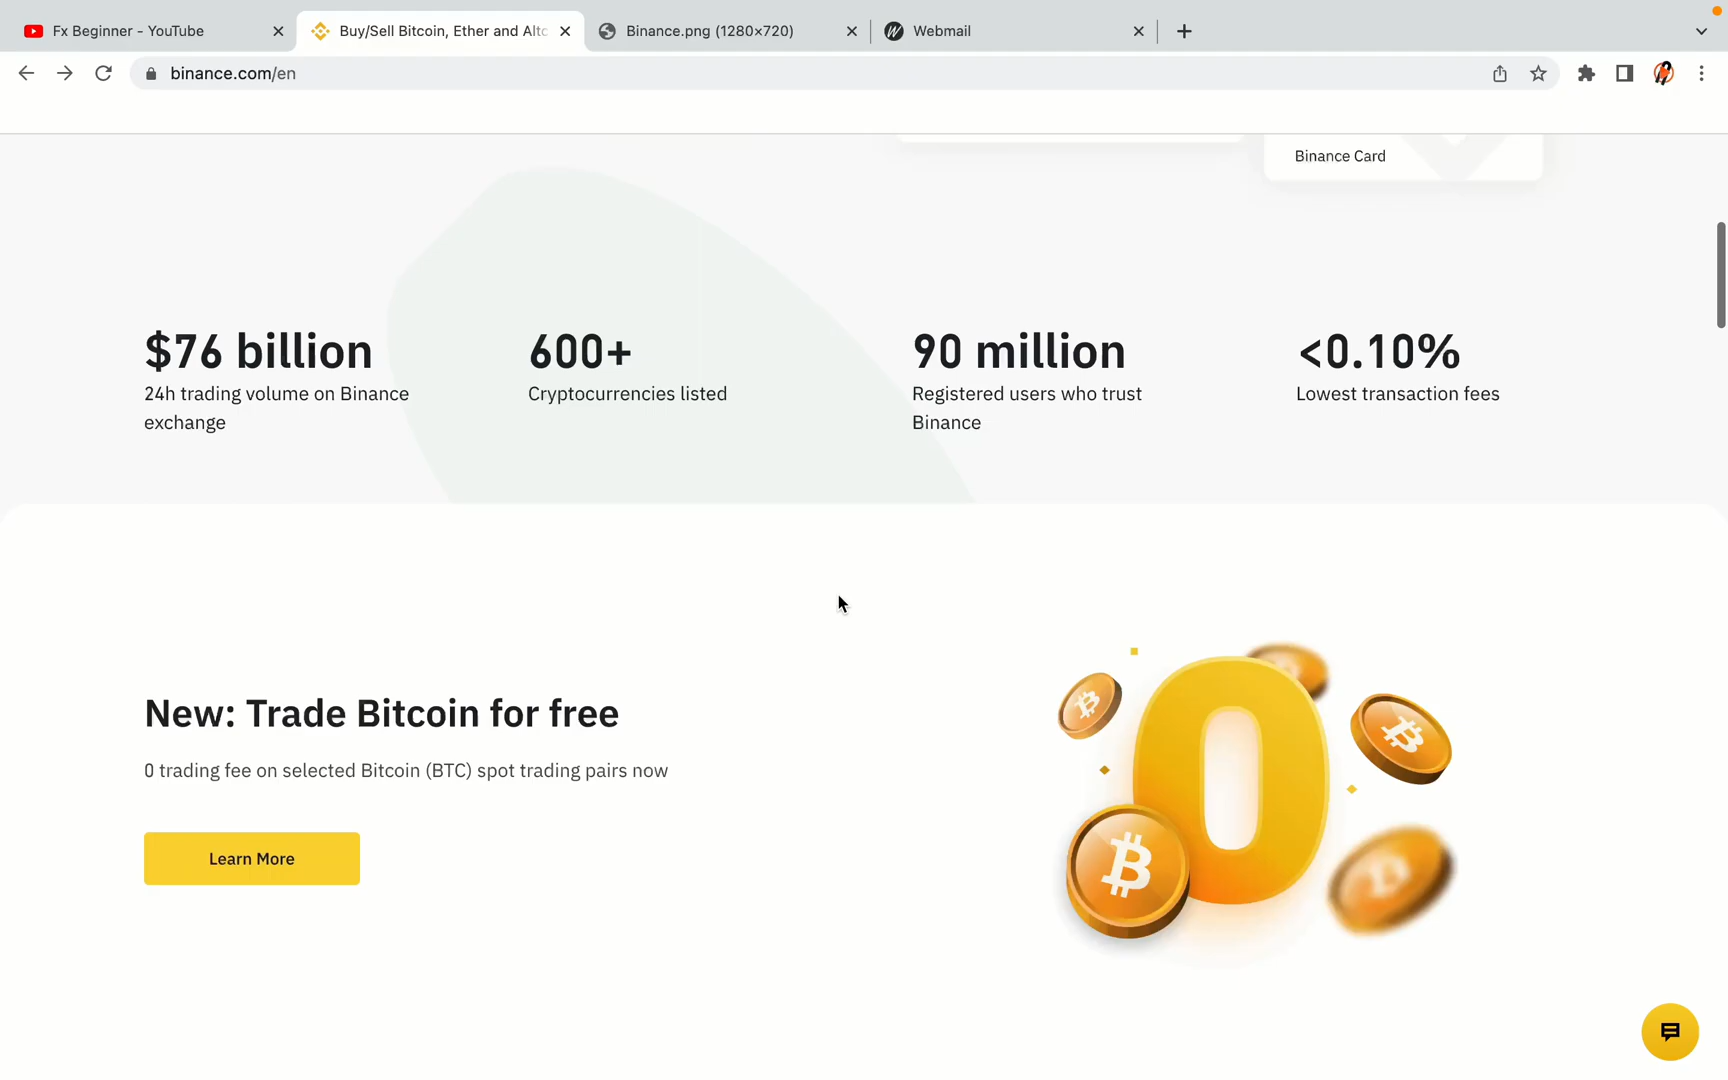 Fx Beginner - YouTube
Buy/Sell Bitcoin, Ether and Altc
Binance.png (1280×720)
Webmail
binance.com/en
Binance Card
$76 billion
24h trading volume on Binance
exchange
600+
Cryptocurrencies listed
90 million
Registered users who trust
Binance
<0.10%
Lowest transaction fees
New: Trade Bitcoin for free
0 trading fee on selected Bitcoin (BTC) spot trading pairs now
Learn More
0